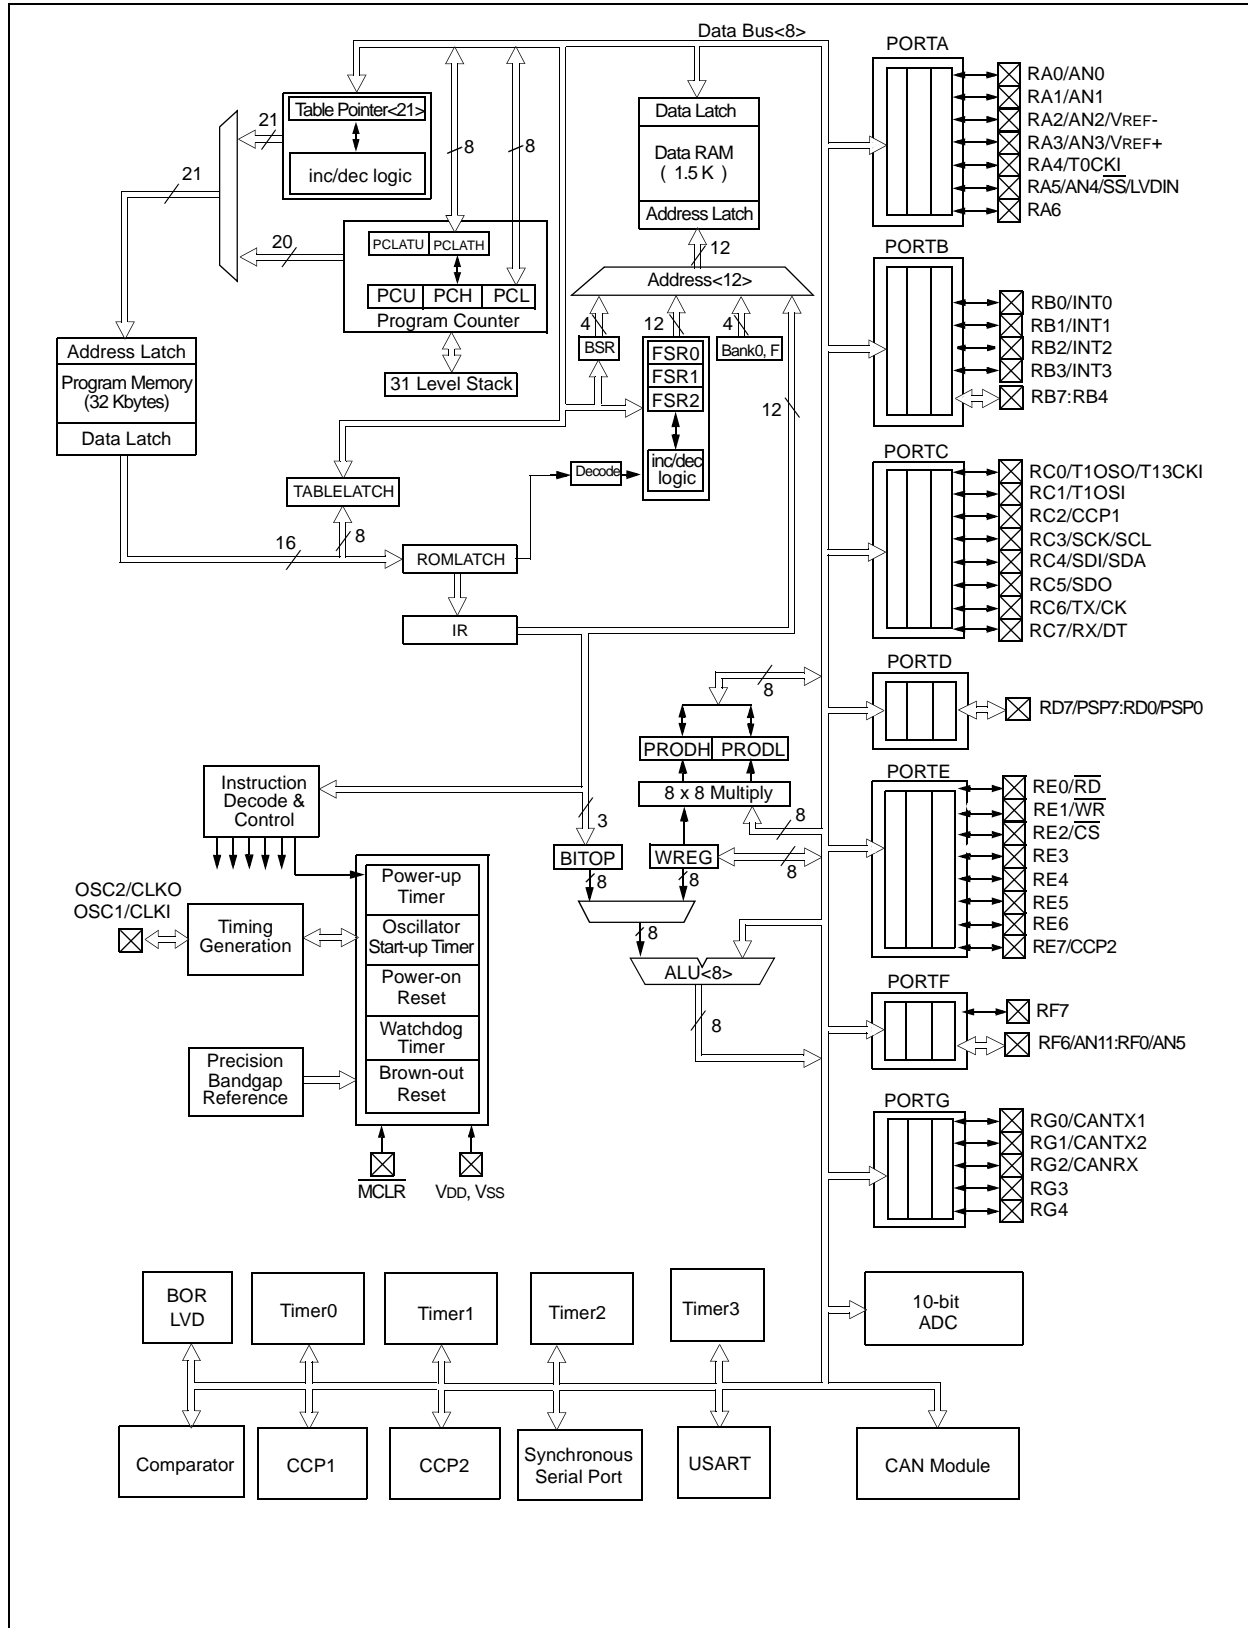 Data Bus<8>
PORTA
RA0/AN0
RA1/AN1
RA2/AN2/VREF-
RA3/AN3/VREF+
RA4/T0CKI
RA5/AN4/SS/LVDIN
RA6
Table Pointer<21>
inc/dec logic
21
21
20
8
8
Data Latch
Data RAM
( 1.5 K )
Address Latch
12
Address<12>
PCLATU
PCLATH
PCU
PCH
PCL
Program Counter
31 Level Stack
4
12
4
BSR
FSR0
FSR1
FSR2
Bank0, F
inc/dec
logic
12
Address Latch
Program Memory
(32 Kbytes)
Data Latch
TABLELATCH
8
16
ROMLATCH
Decode
IR
PORTB
RB0/INT0
RB1/INT1
RB2/INT2
RB3/INT3
RB7:RB4
PORTC
RC0/T1OSO/T13CKI
RC1/T1OSI
RC2/CCP1
RC3/SCK/SCL
RC4/SDI/SDA
RC5/SDO
RC6/TX/CK
RC7/RX/DT
PORTD
RD7/PSP7:RD0/PSP0
8
PRODH
PRODL
8 x 8 Multiply
8
WREG
8
8
3
BITOP
8
8
ALU<8>
8
Instruction
Decode &
Control
OSC2/CLKO
OSC1/CLKI
Timing
Generation
Power-up
Timer
Oscillator
Start-up Timer
Power-on
Reset
Watchdog
Timer
Brown-out
Reset
Precision
Bandgap
Reference
MCLR
VDD, VSS
PORTE
RE0/RD
RE1/WR
RE2/CS
RE3
RE4
RE5
RE6
RE7/CCP2
PORTF
RF7
RF6/AN11:RF0/AN5
PORTG
RG0/CANTX1
RG1/CANTX2
RG2/CANRX
RG3
RG4
BOR
LVD
Timer0
Timer1
Timer2
Timer3
10-bit
ADC
Comparator
CCP1
CCP2
Synchronous
Serial Port
USART
CAN Module